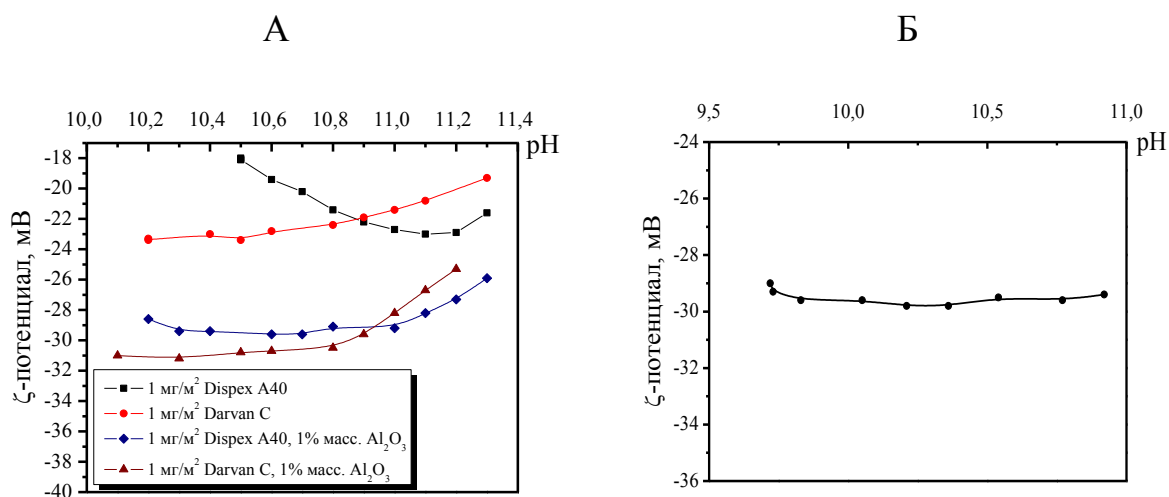 А
Б
10,0 10,2 10,4 10,6 10,8 11,0 11,2 11,4
pH
-18
-20
-22
-24
-26
-28
-30
-32
-34
-36
-38
-40
ζ-потенциал, мВ
1 мг/м² Dispex A40
1 мг/м² Darvan C
1 мг/м² Dispex A40, 1% масс. Al₂O₃
1 мг/м² Darvan C, 1% масс. Al₂O₃
9,5 10,0 10,5 11,0
pH
-24
-26
-28
-30
-32
-34
-36
ζ-потенциал, мВ